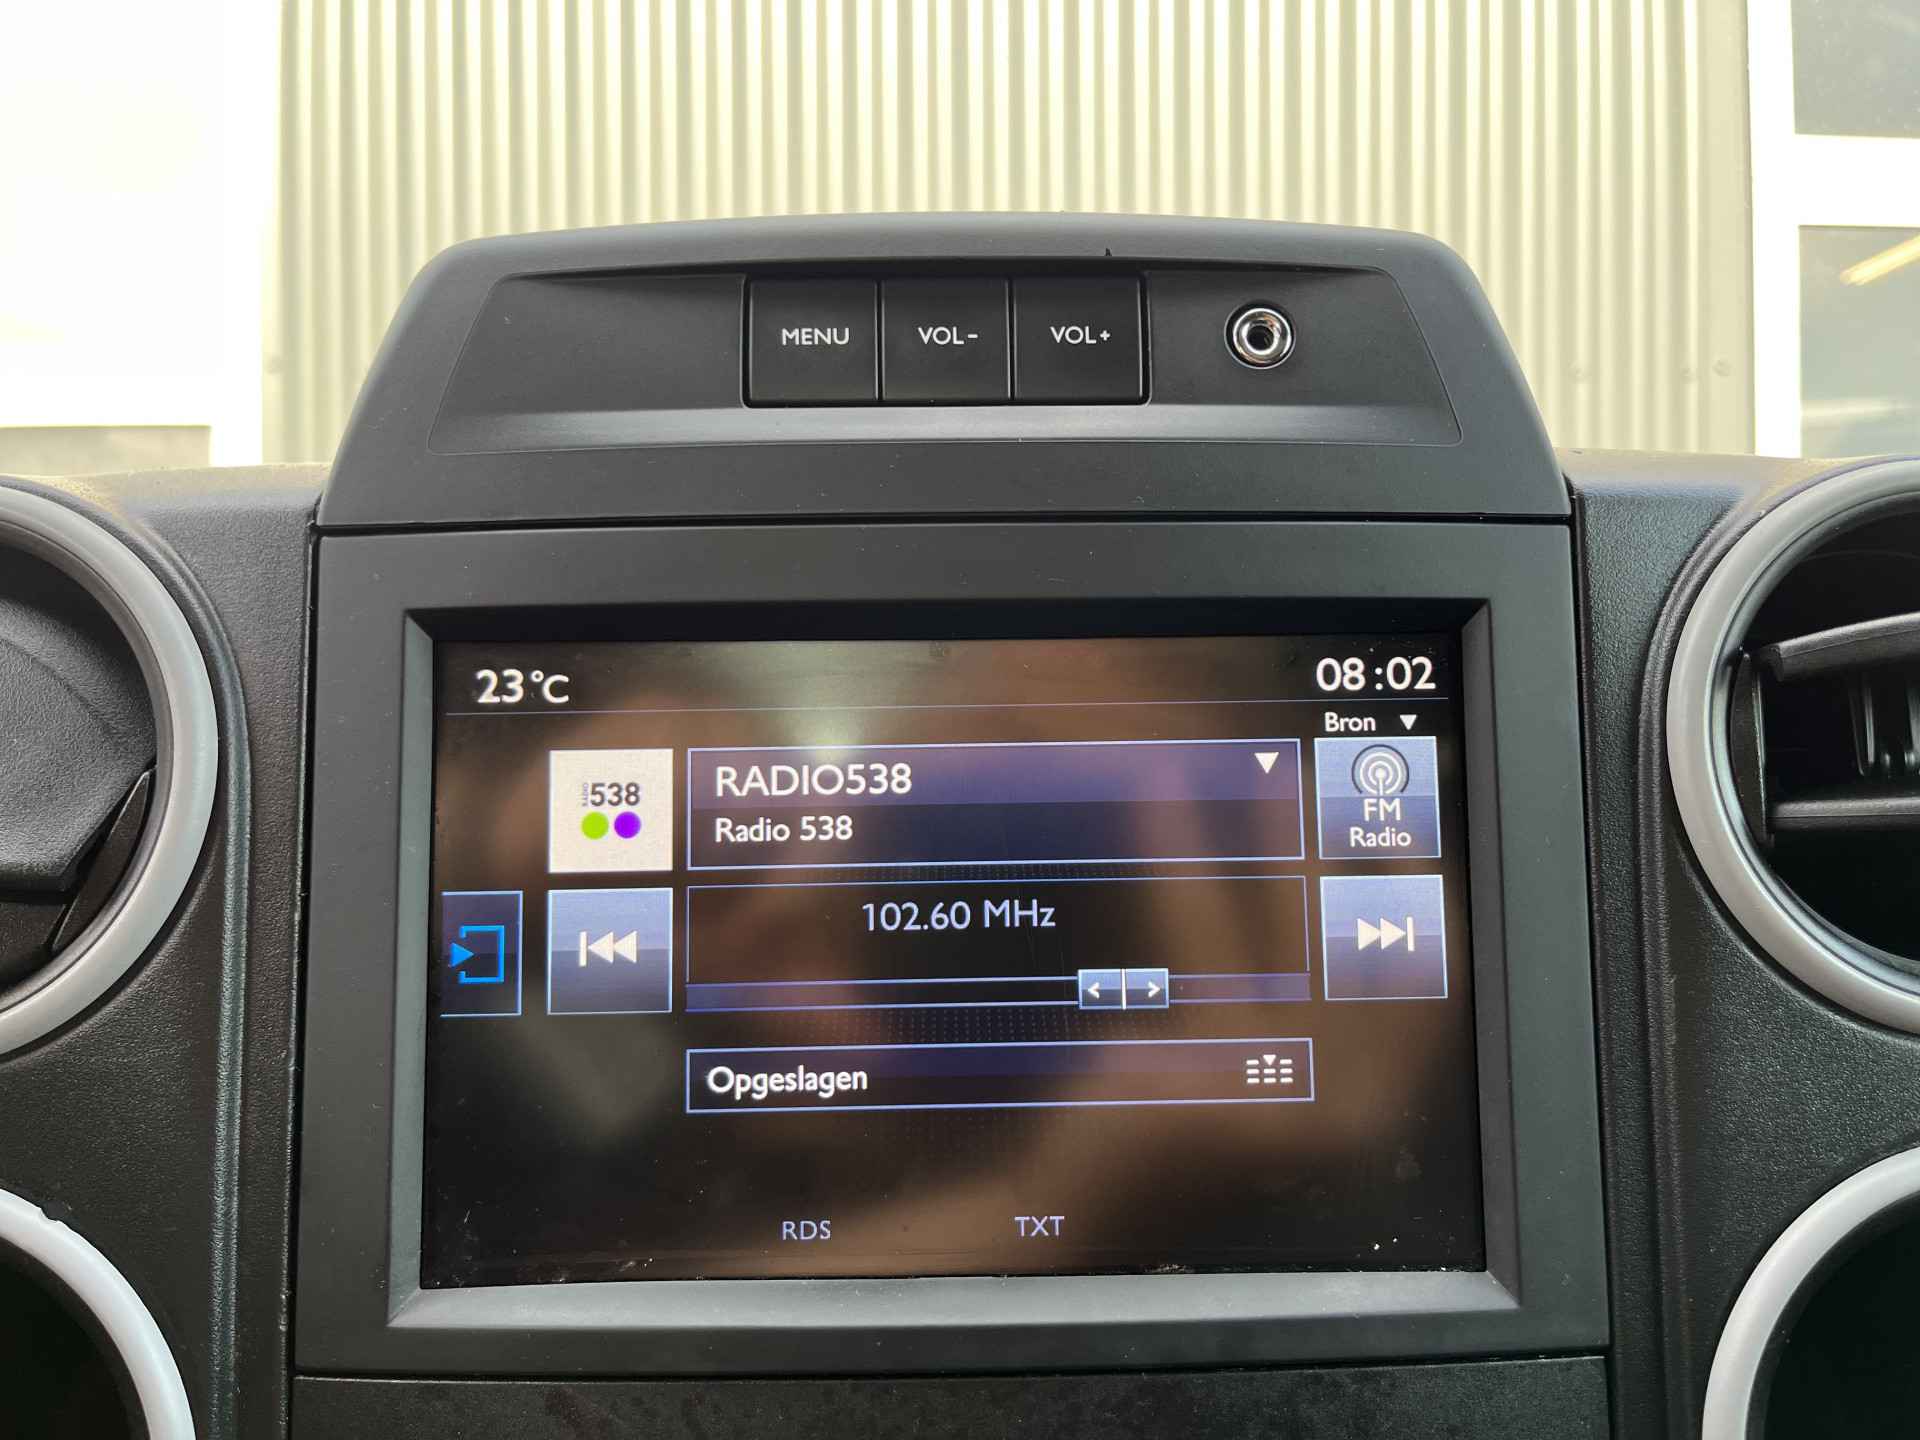 MENU VOL- VOL+
23°C 08:02
Bron
RADIO 538
RADIO538
Radio 538
FM
Radio
102.60 MHz
Opgeslagen
RDS TXT